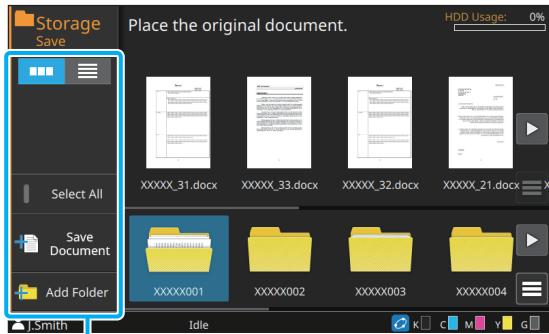 Storage
Save
Place the original document.
HDD Usage: 0%
XXXXX_31.docx
XXXXX_33.docx
XXXXX_32.docx
XXXXX_21.docx
X
Select All
Save
Document
Add Folder
XXXXX001
XXXXX002
XXXXX003
XXXXX004
J.Smith
Idle
K
C
M
Y
G